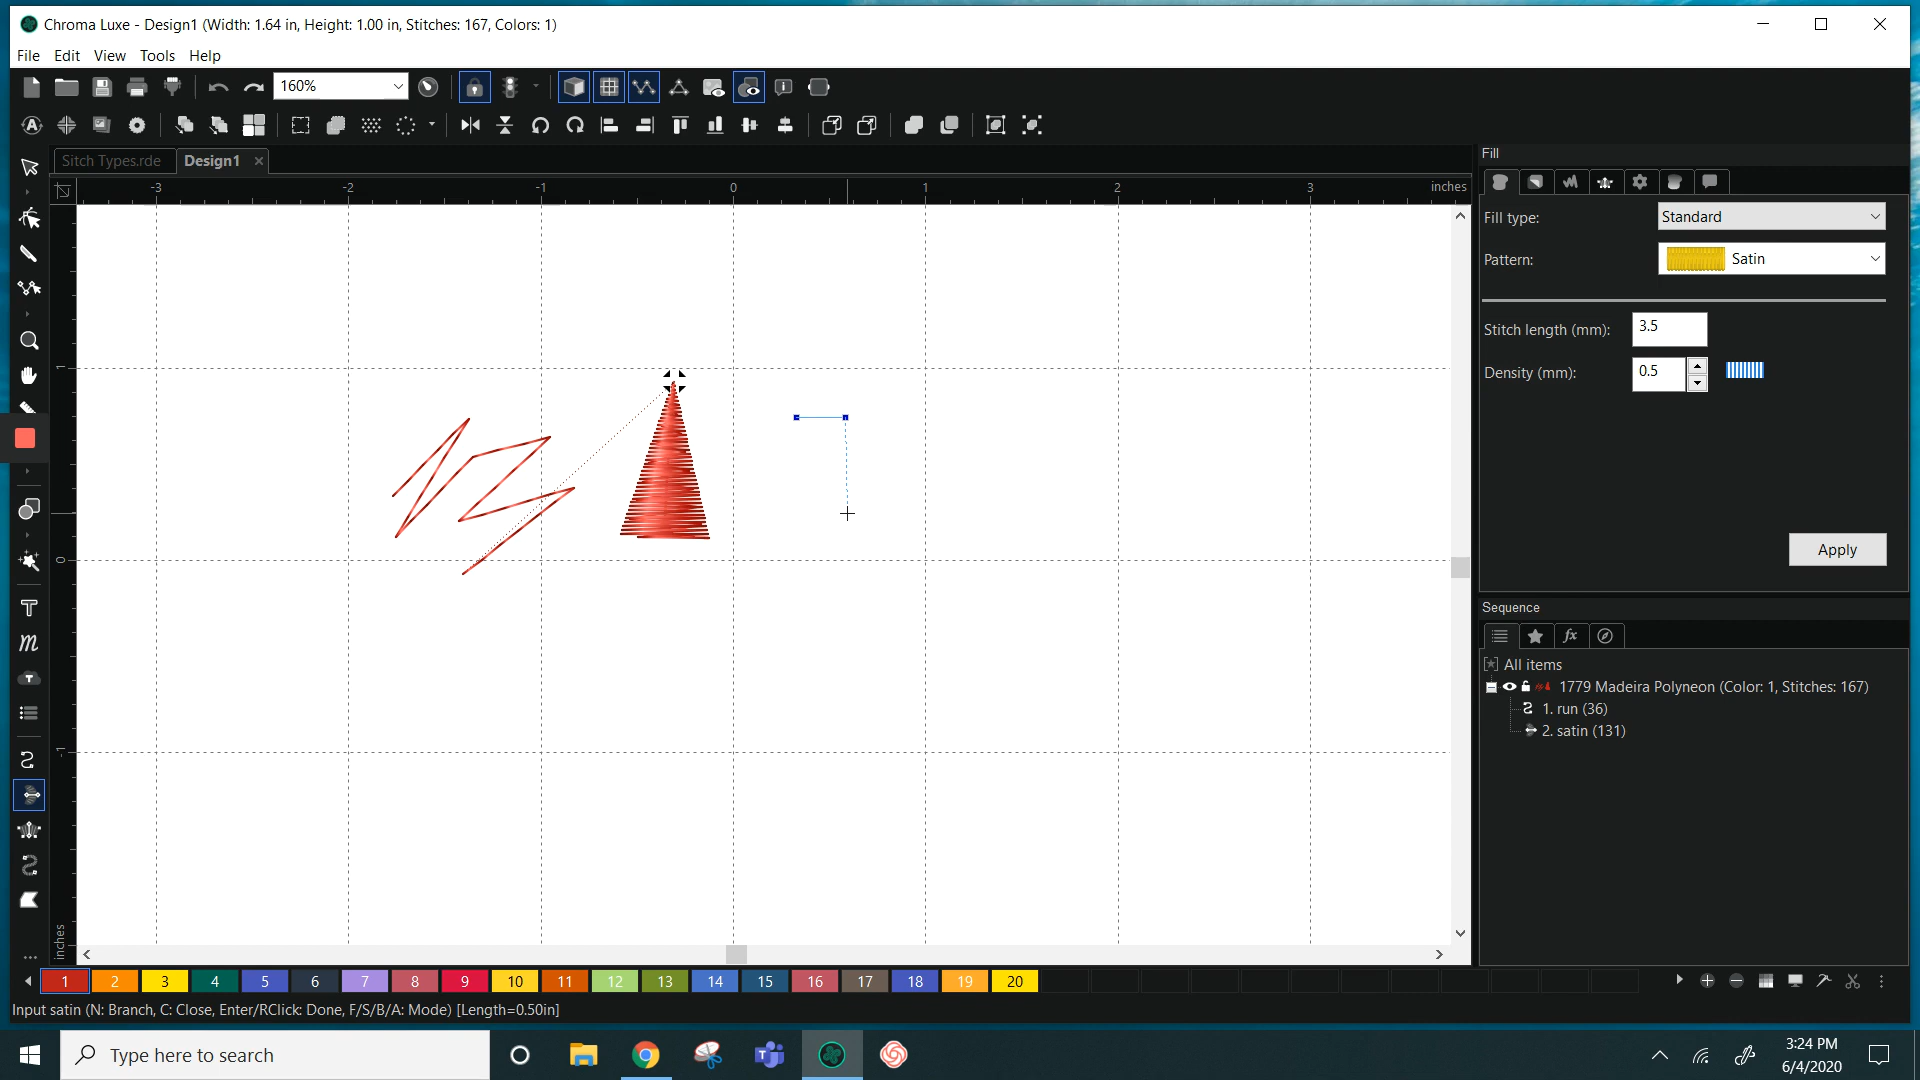 Chroma Luxe - Design1 (Width: 1.64 in, Height: 1.00 in, Stitches: 167, Colors: 1)
File Edit View Tools Help
160%
Sitch Types.rde Design1
-3 -2 -1 0 1 2 3 inches
1
0
-1
inches
Fill
Fill type: Standard
Pattern: Satin
Stitch length (mm): 3.5
Density (mm): 0.5
Apply
Sequence
All items
1779 Madeira Polyneon (Color: 1, Stitches: 167)
1. run (36)
2. satin (131)
1 2 3 4 5 6 7 8 9 10 11 12 13 14 15 16 17 18 19 20
Input satin (N: Branch, C: Close, Enter/RClick: Done, F/S/B/A: Mode) [Length=0.50in]
Type here to search
3:24 PM
6/4/2020